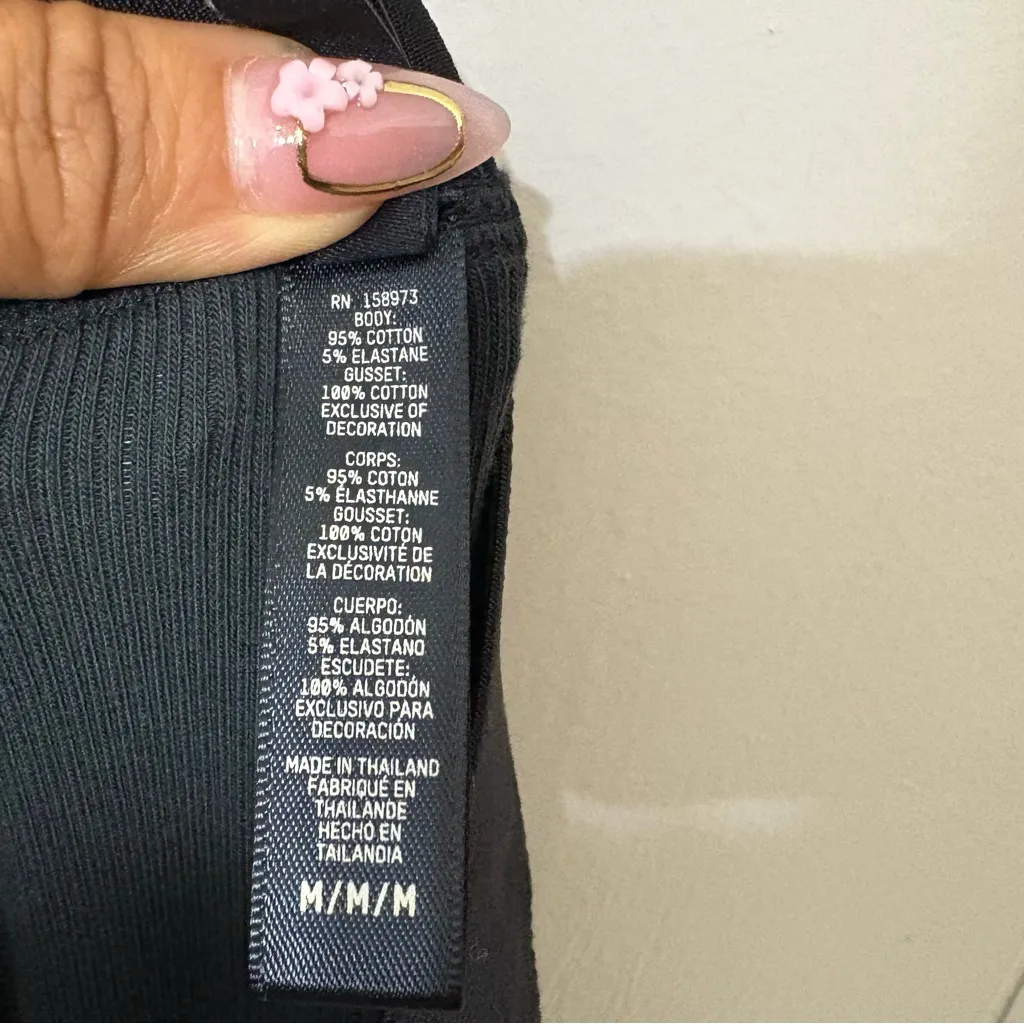 RN 158973
BODY:
95% COTTON
5% ELASTANE
GUSSET:
100% COTTON
EXCLUSIVE OF
DECORATION
CORPS:
95% COTON
5% ÉLASTHANNE
GOUSSET:
100% COTON
EXCLUSIVITÉ DE
LA DÉCORATION
CUERPO:
95% ALGODÓN
5% ELASTANO
ESCUDETE:
100% ALGODÓN
EXCLUSIVO PARA
DECORACIÓN
MADE IN THAILAND
FABRIQUÉ EN
THAÏLANDE
HECHO EN
TAILANDIA
M/M/M